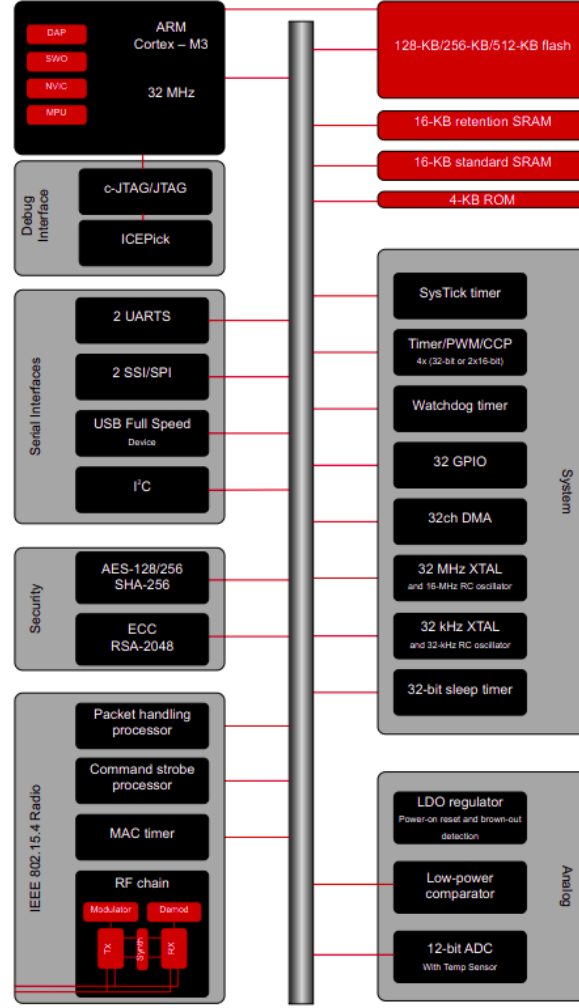 ARM
Cortex – M3
32 MHz
DAP
SWO
NVIC
MPU
Debug
Interface
c-JTAG/JTAG
ICEPick
Serial Interfaces
2 UARTS
2 SSI/SPI
USB Full Speed
Device
I²C
Security
AES-128/256
SHA-256
ECC
RSA-2048
IEEE 802.15.4 Radio
Packet handling
processor
Command strobe
processor
MAC timer
RF chain
Modulator
Demod
TX
Synth
RX
128-KB/256-KB/512-KB flash
16-KB retention SRAM
16-KB standard SRAM
4-KB ROM
System
SysTick timer
Timer/PWM/CCP
4x (32-bit or 2x16-bit)
Watchdog timer
32 GPIO
32ch DMA
32 MHz XTAL
and 16-MHz RC oscillator
32 kHz XTAL
and 32-kHz RC oscillator
32-bit sleep timer
Analog
LDO regulator
Power-on reset and brown-out
detection
Low-power
comparator
12-bit ADC
With Temp Sensor